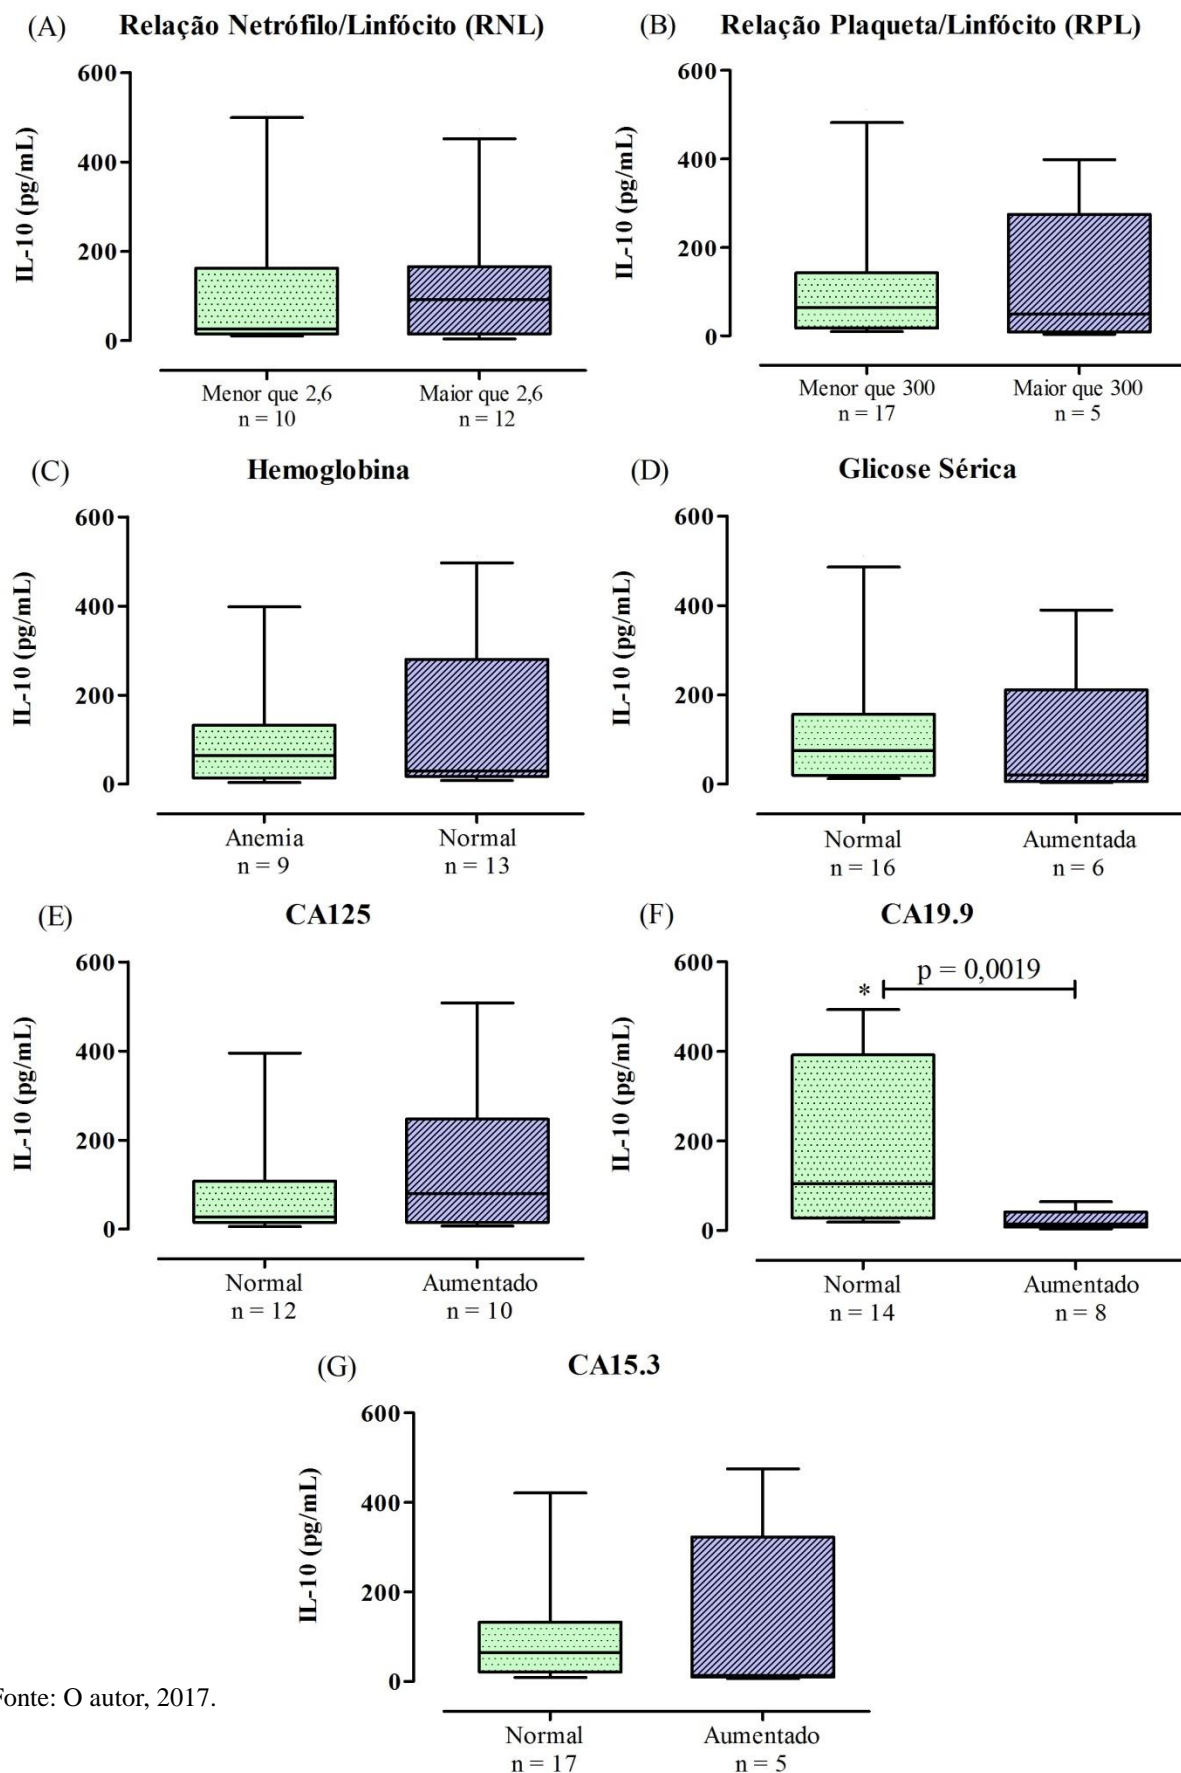 (A) Relação Netrófilo/Linfócito (RNL)
600
400
200
0
IL-10 (pg/mL)
Menor que 2,6
n = 10
Maior que 2,6
n = 12
(B) Relação Plaqueta/Linfócito (RPL)
600
400
200
0
IL-10 (pg/mL)
Menor que 300
n = 17
Maior que 300
n = 5
(C) Hemoglobina
600
400
200
0
IL-10 (pg/mL)
Anemia
n = 9
Normal
n = 13
(D) Glicose Sérica
600
400
200
0
IL-10 (pg/mL)
Normal
n = 16
Aumentada
n = 6
(E) CA125
600
400
200
0
IL-10 (pg/mL)
Normal
n = 12
Aumentado
n = 10
(F) CA19.9
600
400
200
0
IL-10 (pg/mL)
* p = 0,0019
Normal
n = 14
Aumentado
n = 8
(G) CA15.3
600
400
200
0
IL-10 (pg/mL)
Normal
n = 17
Aumentado
n = 5
Fonte: O autor, 2017.